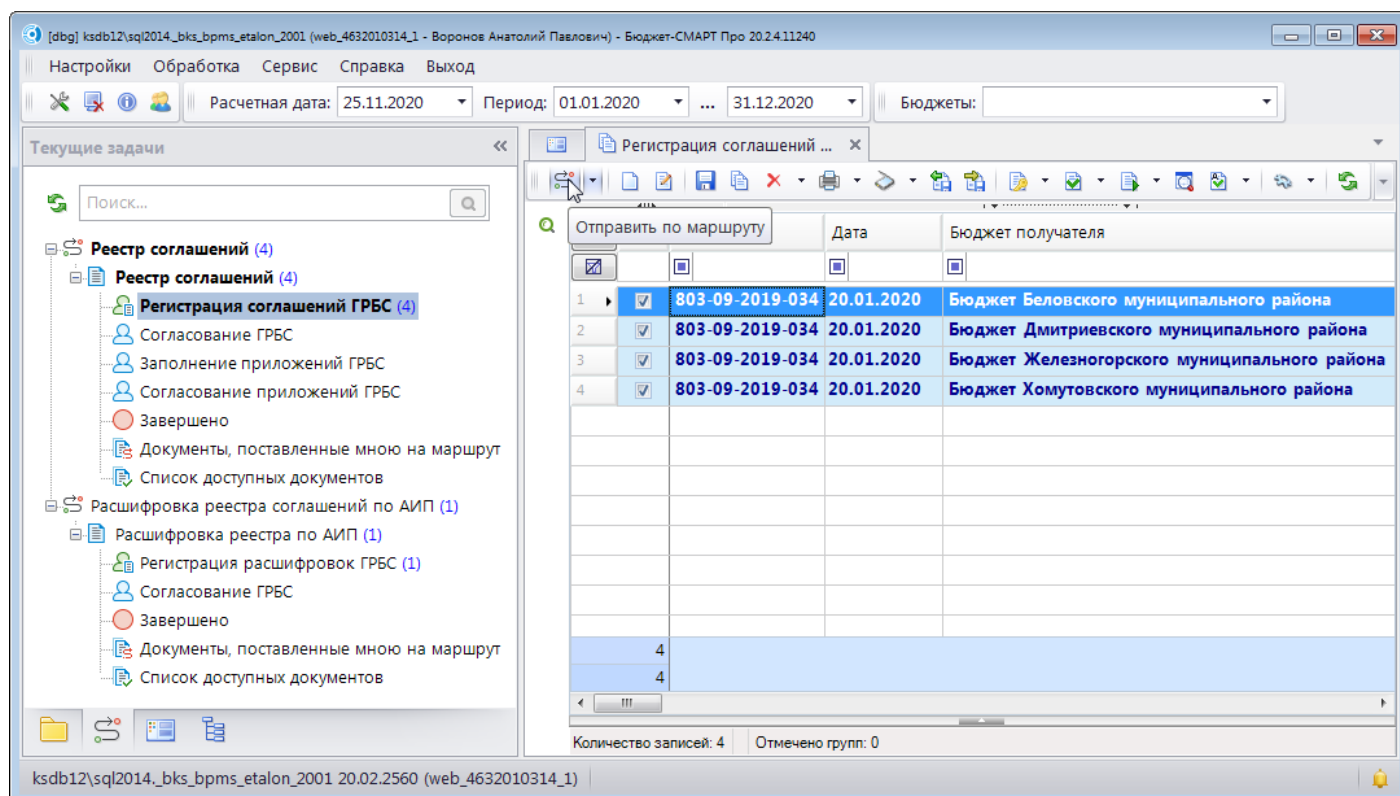 [dbg] ksdb12\sql2014._bks_bpms_etalon_2001 (web_4632010314_1 - Воронов Анатолий Павлович) - Бюджет-СМАРТ Про 20.2.4.11240
Настройки Обработка Сервис Справка Выход
Расчетная дата: 25.11.2020 Период: 01.01.2020 ... 31.12.2020 Бюджеты:
Текущие задачи
Регистрация соглашений ...
Поиск...
Отправить по маршруту
Дата Бюджет получателя
Реестр соглашений (4)
Реестр соглашений (4)
Регистрация соглашений ГРБС (4)
Согласование ГРБС
Заполнение приложений ГРБС
Согласование приложений ГРБС
Завершено
Документы, поставленные мною на маршрут
Список доступных документов
Расшифровка реестра соглашений по АИП (1)
Расшифровка реестра по АИП (1)
Регистрация расшифровок ГРБС (1)
Согласование ГРБС
Завершено
Документы, поставленные мною на маршрут
Список доступных документов
1 803-09-2019-034 20.01.2020 Бюджет Беловского муниципального района
2 803-09-2019-034 20.01.2020 Бюджет Дмитриевского муниципального района
3 803-09-2019-034 20.01.2020 Бюджет Железногорского муниципального района
4 803-09-2019-034 20.01.2020 Бюджет Хомутовского муниципального района
4
4
Количество записей: 4 Отмечено групп: 0
ksdb12\sql2014._bks_bpms_etalon_2001 20.02.2560 (web_4632010314_1)